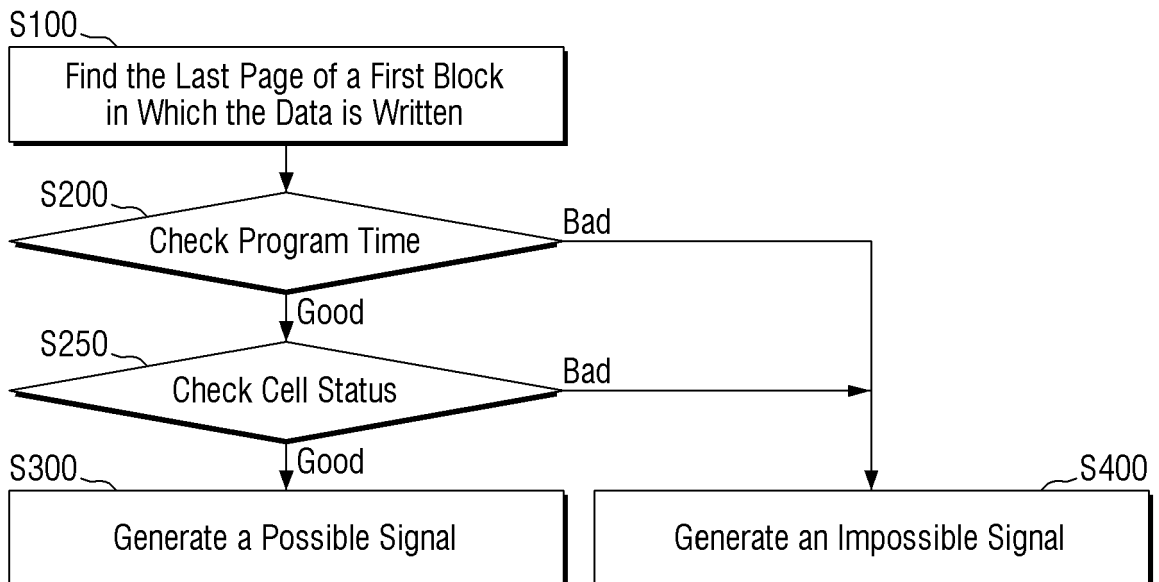 S100
Find the Last Page of a First Block
in Which the Data is Written
S200
Check Program Time
Bad
Good
S250
Check Cell Status
Bad
Good
S300
Generate a Possible Signal
S400
Generate an Impossible Signal